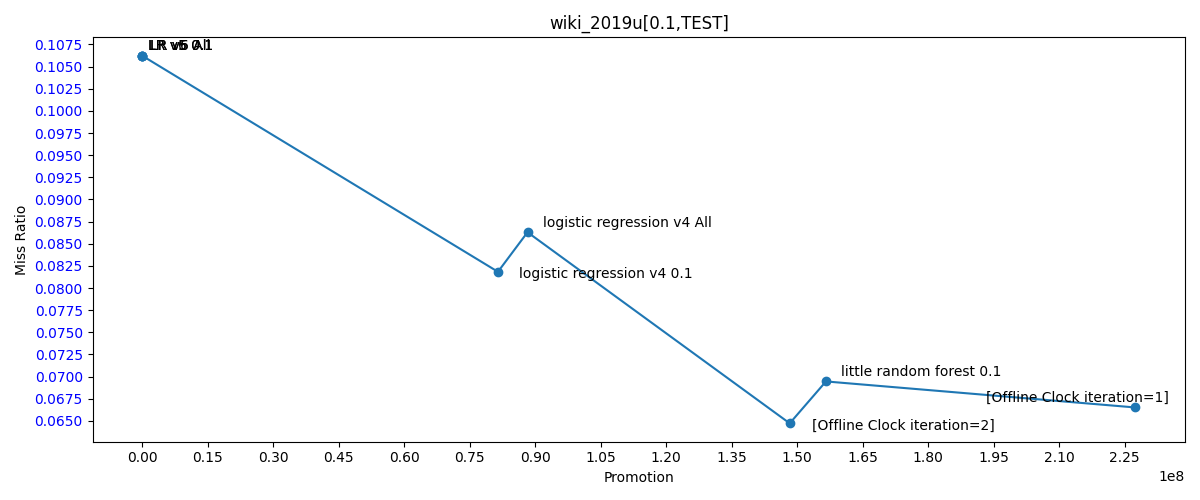 wiki_2019u[0.1,TEST]
0.1075
0.1050
0.1025
0.1000
0.0975
0.0950
0.0925
0.0900
0.0875
0.0850
0.0825
0.0800
0.0775
0.0750
0.0725
0.0700
0.0675
0.0650
Miss Ratio
logistic regression v4 All
logistic regression v4 0.1
little random forest 0.1
[Offline Clock iteration=1]
[Offline Clock iteration=2]
0.00 0.15 0.30 0.45 0.60 0.75 0.90 1.05 1.20 1.35 1.50 1.65 1.80 1.95 2.10 2.25
1e8
Promotion